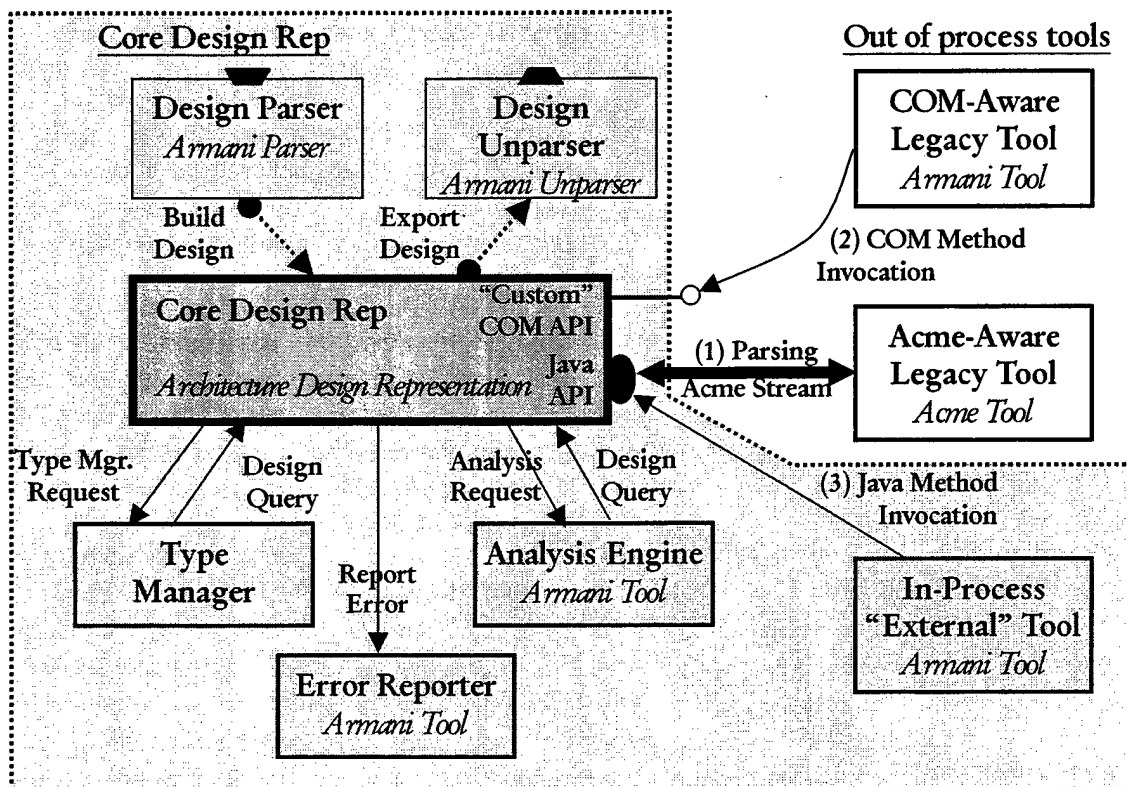 Core Design Rep
Out of process tools
Design Parser
Armani Parser
Design
Unparser
Armani Unparser
COM-Aware
Legacy Tool
Armani Tool
Build
Design
Export
Design
(2) COM Method
Invocation
Core Design Rep
Architecture Design Representation
"Custom"
COM API
Java
API
(1) Parsing
Acme Stream
Acme-Aware
Legacy Tool
Acme Tool
Type Mgr.
Request
Design
Query
Analysis
Request
Design
Query
(3) Java Method
Invocation
Type
Manager
Report
Error
Analysis Engine
Armani Tool
In-Process
"External" Tool
Armani Tool
Error Reporter
Armani Tool